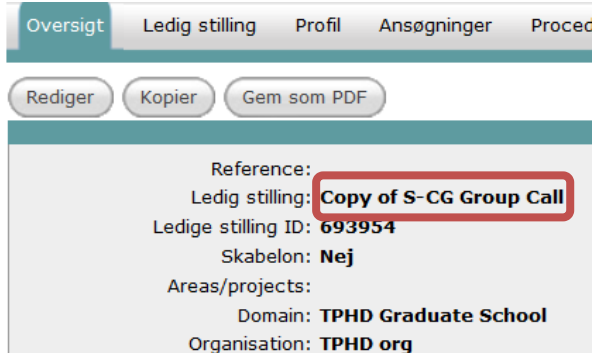 Oversigt Ledig stilling Profil Ansøgninger
Rediger Kopier Gem som PDF
Reference:
Ledig stilling: Copy of S-CG Group Call
Ledige stilling ID: 693954
Skabelon: Nej
Areas/projects:
Domain: TPHD Graduate School
Organisation: TPHD org